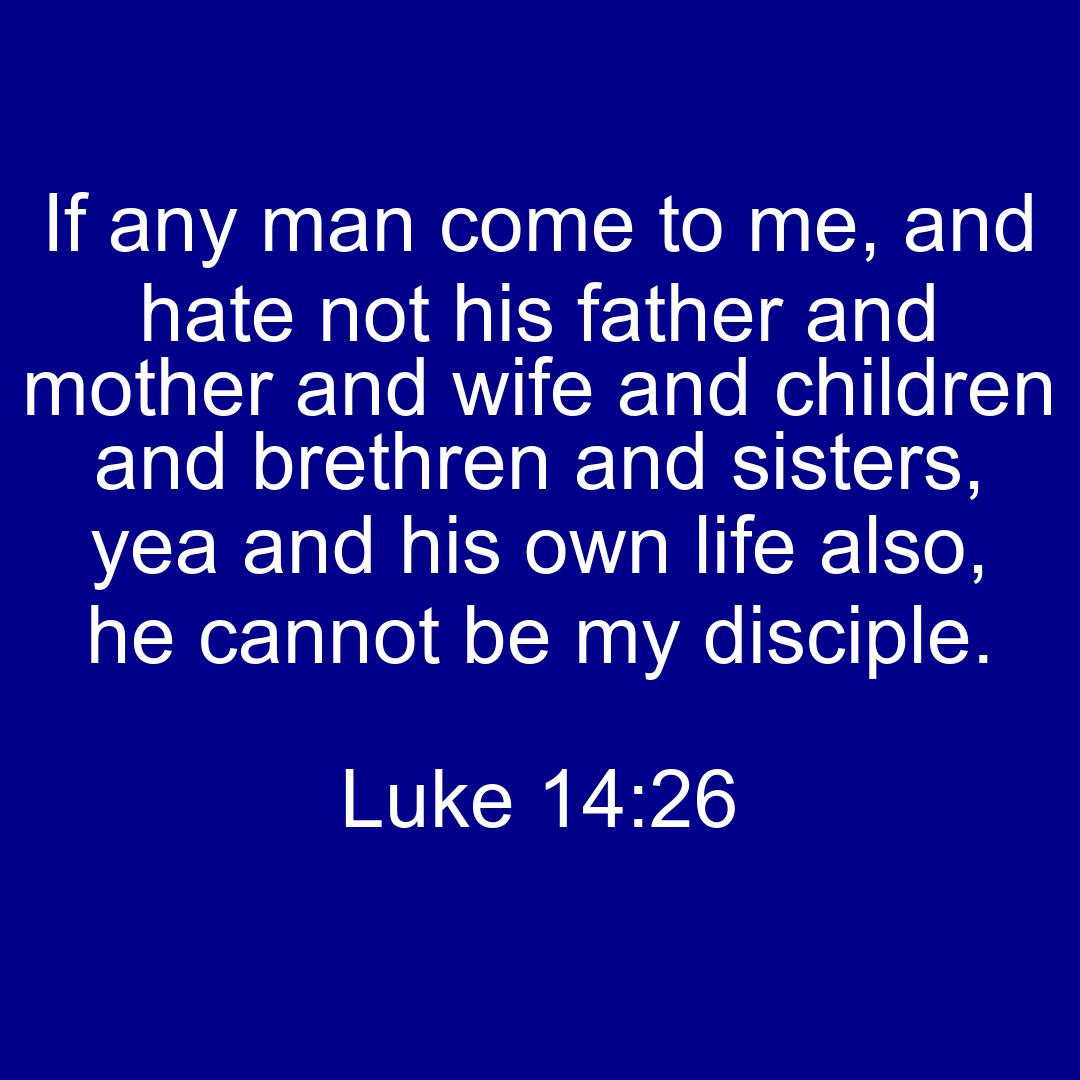 If any man come to me, and
hate not his father and
mother and wife and children
and brethren and sisters,
yea and his own life also,
he cannot be my disciple.
Luke 14:26